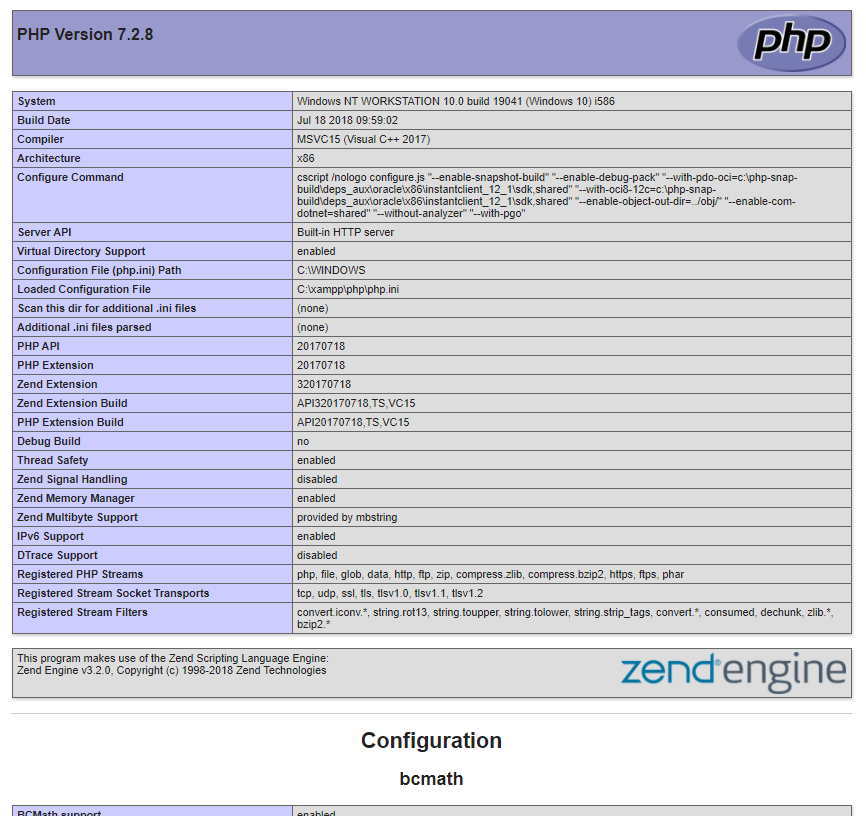 PHP Version 7.2.8
php
System Windows NT WORKSTATION 10.0 build 19041 (Windows 10) i586
Build Date Jul 18 2018 09:59:02
Compiler MSVC15 (Visual C++ 2017)
Architecture x86
Configure Command cscript /nologo configure.js "--enable-snapshot-build" "--enable-debug-pack" "--with-pdo-oci=c:\php-snap-
build\deps_aux\oracle\x86\instantclient_12_1\sdk,shared" "--with-oci8-12c=c:\php-snap-
build\deps_aux\oracle\x86\instantclient_12_1\sdk,shared" "--enable-object-out-dir=../obj/" "--enable-com-
dotnet=shared" "--without-analyzer" "--with-pgo"
Server API Built-in HTTP server
Virtual Directory Support enabled
Configuration File (php.ini) Path C:\WINDOWS
Loaded Configuration File C:\xampp\php\php.ini
Scan this dir for additional .ini files (none)
Additional .ini files parsed (none)
PHP API 20170718
PHP Extension 20170718
Zend Extension 320170718
Zend Extension Build API320170718,TS,VC15
PHP Extension Build API20170718,TS,VC15
Debug Build no
Thread Safety enabled
Zend Signal Handling disabled
Zend Memory Manager enabled
Zend Multibyte Support provided by mbstring
IPv6 Support enabled
DTrace Support disabled
Registered PHP Streams php, file, glob, data, http, ftp, zip, compress.zlib, compress.bzip2, https, ftps, phar
Registered Stream Socket Transports tcp, udp, ssl, tls, tlsv1.0, tlsv1.1, tlsv1.2
Registered Stream Filters convert.iconv.*, string.rot13, string.toupper, string.tolower, string.strip_tags, convert.*, consumed, dechunk, zlib.*,
bzip2.*
This program makes use of the Zend Scripting Language Engine:
Zend Engine v3.2.0, Copyright (c) 1998-2018 Zend Technologies
zend® engine
Configuration
bcmath
BCMath support enabled